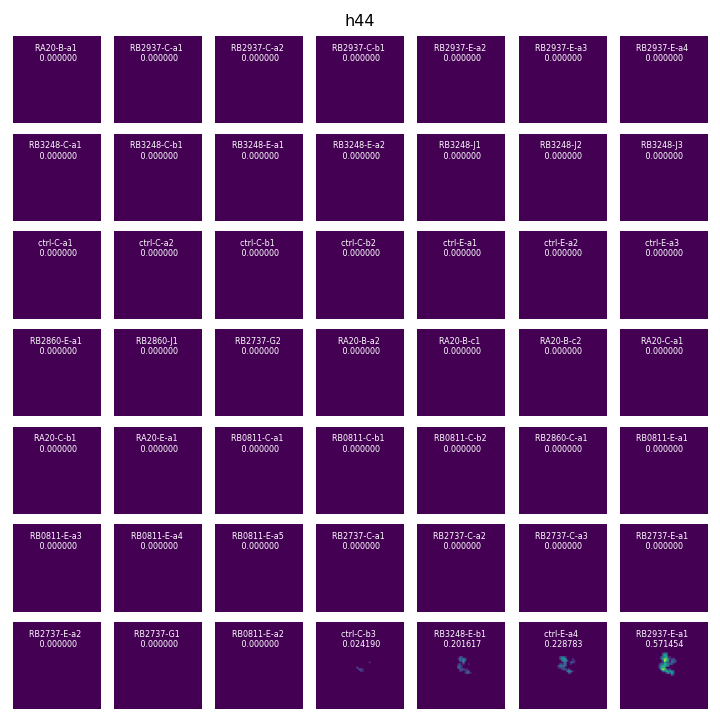 h44
RA20-B-a1 RB2937-C-a1 RB2937-C-a2 RB2937-C-b1 RB2937-E-a2 RB2937-E-a3 RB2937-E-a4
0.000000 0.000000 0.000000 0.000000 0.000000 0.000000 0.000000
RB3248-C-a1 RB3248-C-b1 RB3248-E-a1 RB3248-E-a2 RB3248-J1 RB3248-J2 RB3248-J3
0.000000 0.000000 0.000000 0.000000 0.000000 0.000000 0.000000
ctrl-C-a1 ctrl-C-a2 ctrl-C-b1 ctrl-C-b2 ctrl-E-a1 ctrl-E-a2 ctrl-E-a3
0.000000 0.000000 0.000000 0.000000 0.000000 0.000000 0.000000
RB2860-E-a1 RB2860-J1 RB2737-G2 RA20-B-a2 RA20-B-c1 RA20-B-c2 RA20-C-a1
0.000000 0.000000 0.000000 0.000000 0.000000 0.000000 0.000000
RA20-C-b1 RA20-E-a1 RB0811-C-a1 RB0811-C-b1 RB0811-C-b2 RB2860-C-a1 RB0811-E-a1
0.000000 0.000000 0.000000 0.000000 0.000000 0.000000 0.000000
RB0811-E-a3 RB0811-E-a4 RB0811-E-a5 RB2737-C-a1 RB2737-C-a2 RB2737-C-a3 RB2737-E-a1
0.000000 0.000000 0.000000 0.000000 0.000000 0.000000 0.000000
RB2737-E-a2 RB2737-G1 RB0811-E-a2 ctrl-C-b3 RB3248-E-b1 ctrl-E-a4 RB2937-E-a1
0.000000 0.000000 0.000000 0.024190 0.201617 0.228783 0.571454